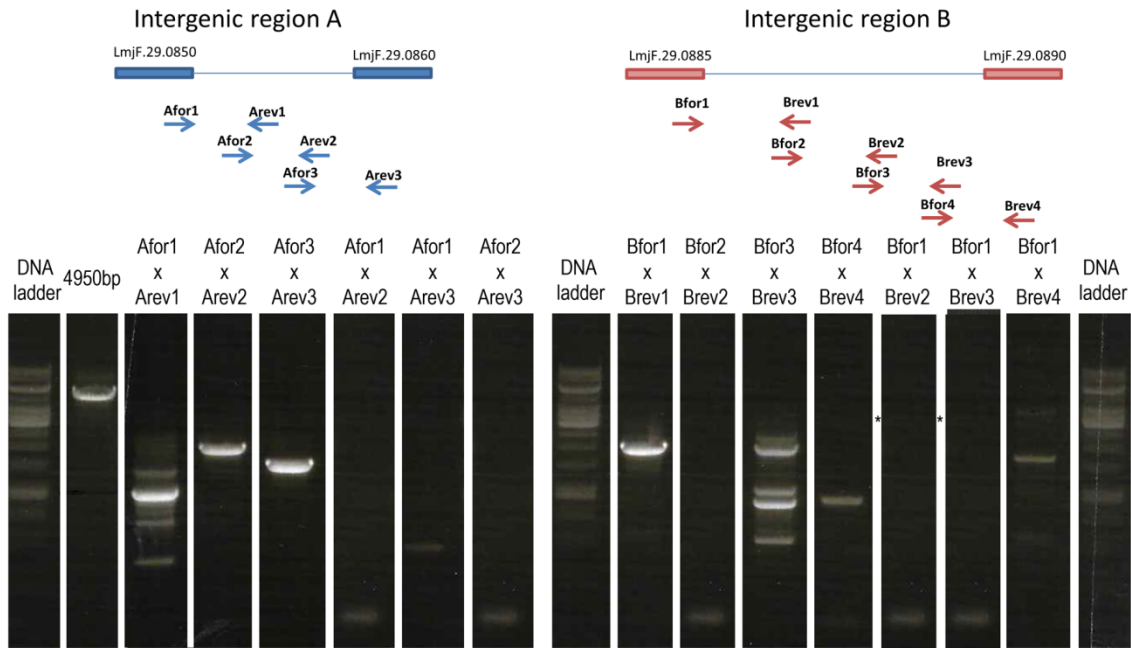 Intergenic region A
LmjF.29.0850
LmjF.29.0860
Afor1
Arev1
Afor2
Arev2
Afor3
Arev3
Intergenic region B
LmjF.29.0885
LmjF.29.0890
Bfor1
Brev1
Bfor2
Brev2
Bfor3
Brev3
Bfor4
Brev4
DNA
ladder
4950bp
Afor1
x
Arev1
Afor2
x
Arev2
Afor3
x
Arev3
Afor1
x
Arev2
Afor1
x
Arev3
Afor2
x
Arev3
DNA
ladder
Bfor1
x
Brev1
Bfor2
x
Brev2
Bfor3
x
Brev3
Bfor4
x
Brev4
Bfor1
x
Brev2
Bfor1
x
Brev3
Bfor1
x
Brev4
DNA
ladder
*
*